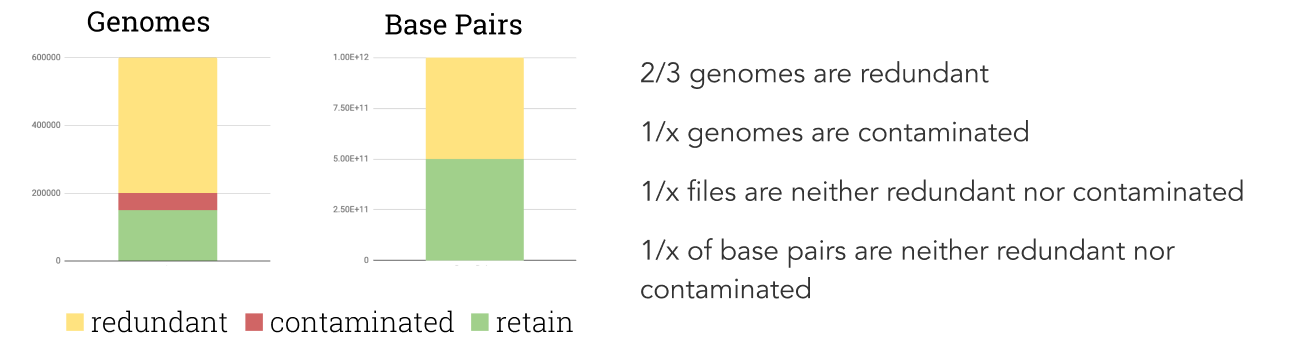 Genomes
600000
400000
200000
0
Base Pairs
1.00E+12
7.50E+11
5.00E+11
2.50E+11
0
redundant contaminated retain
2/3 genomes are redundant
1/x genomes are contaminated
1/x files are neither redundant nor contaminated
1/x of base pairs are neither redundant nor
contaminated